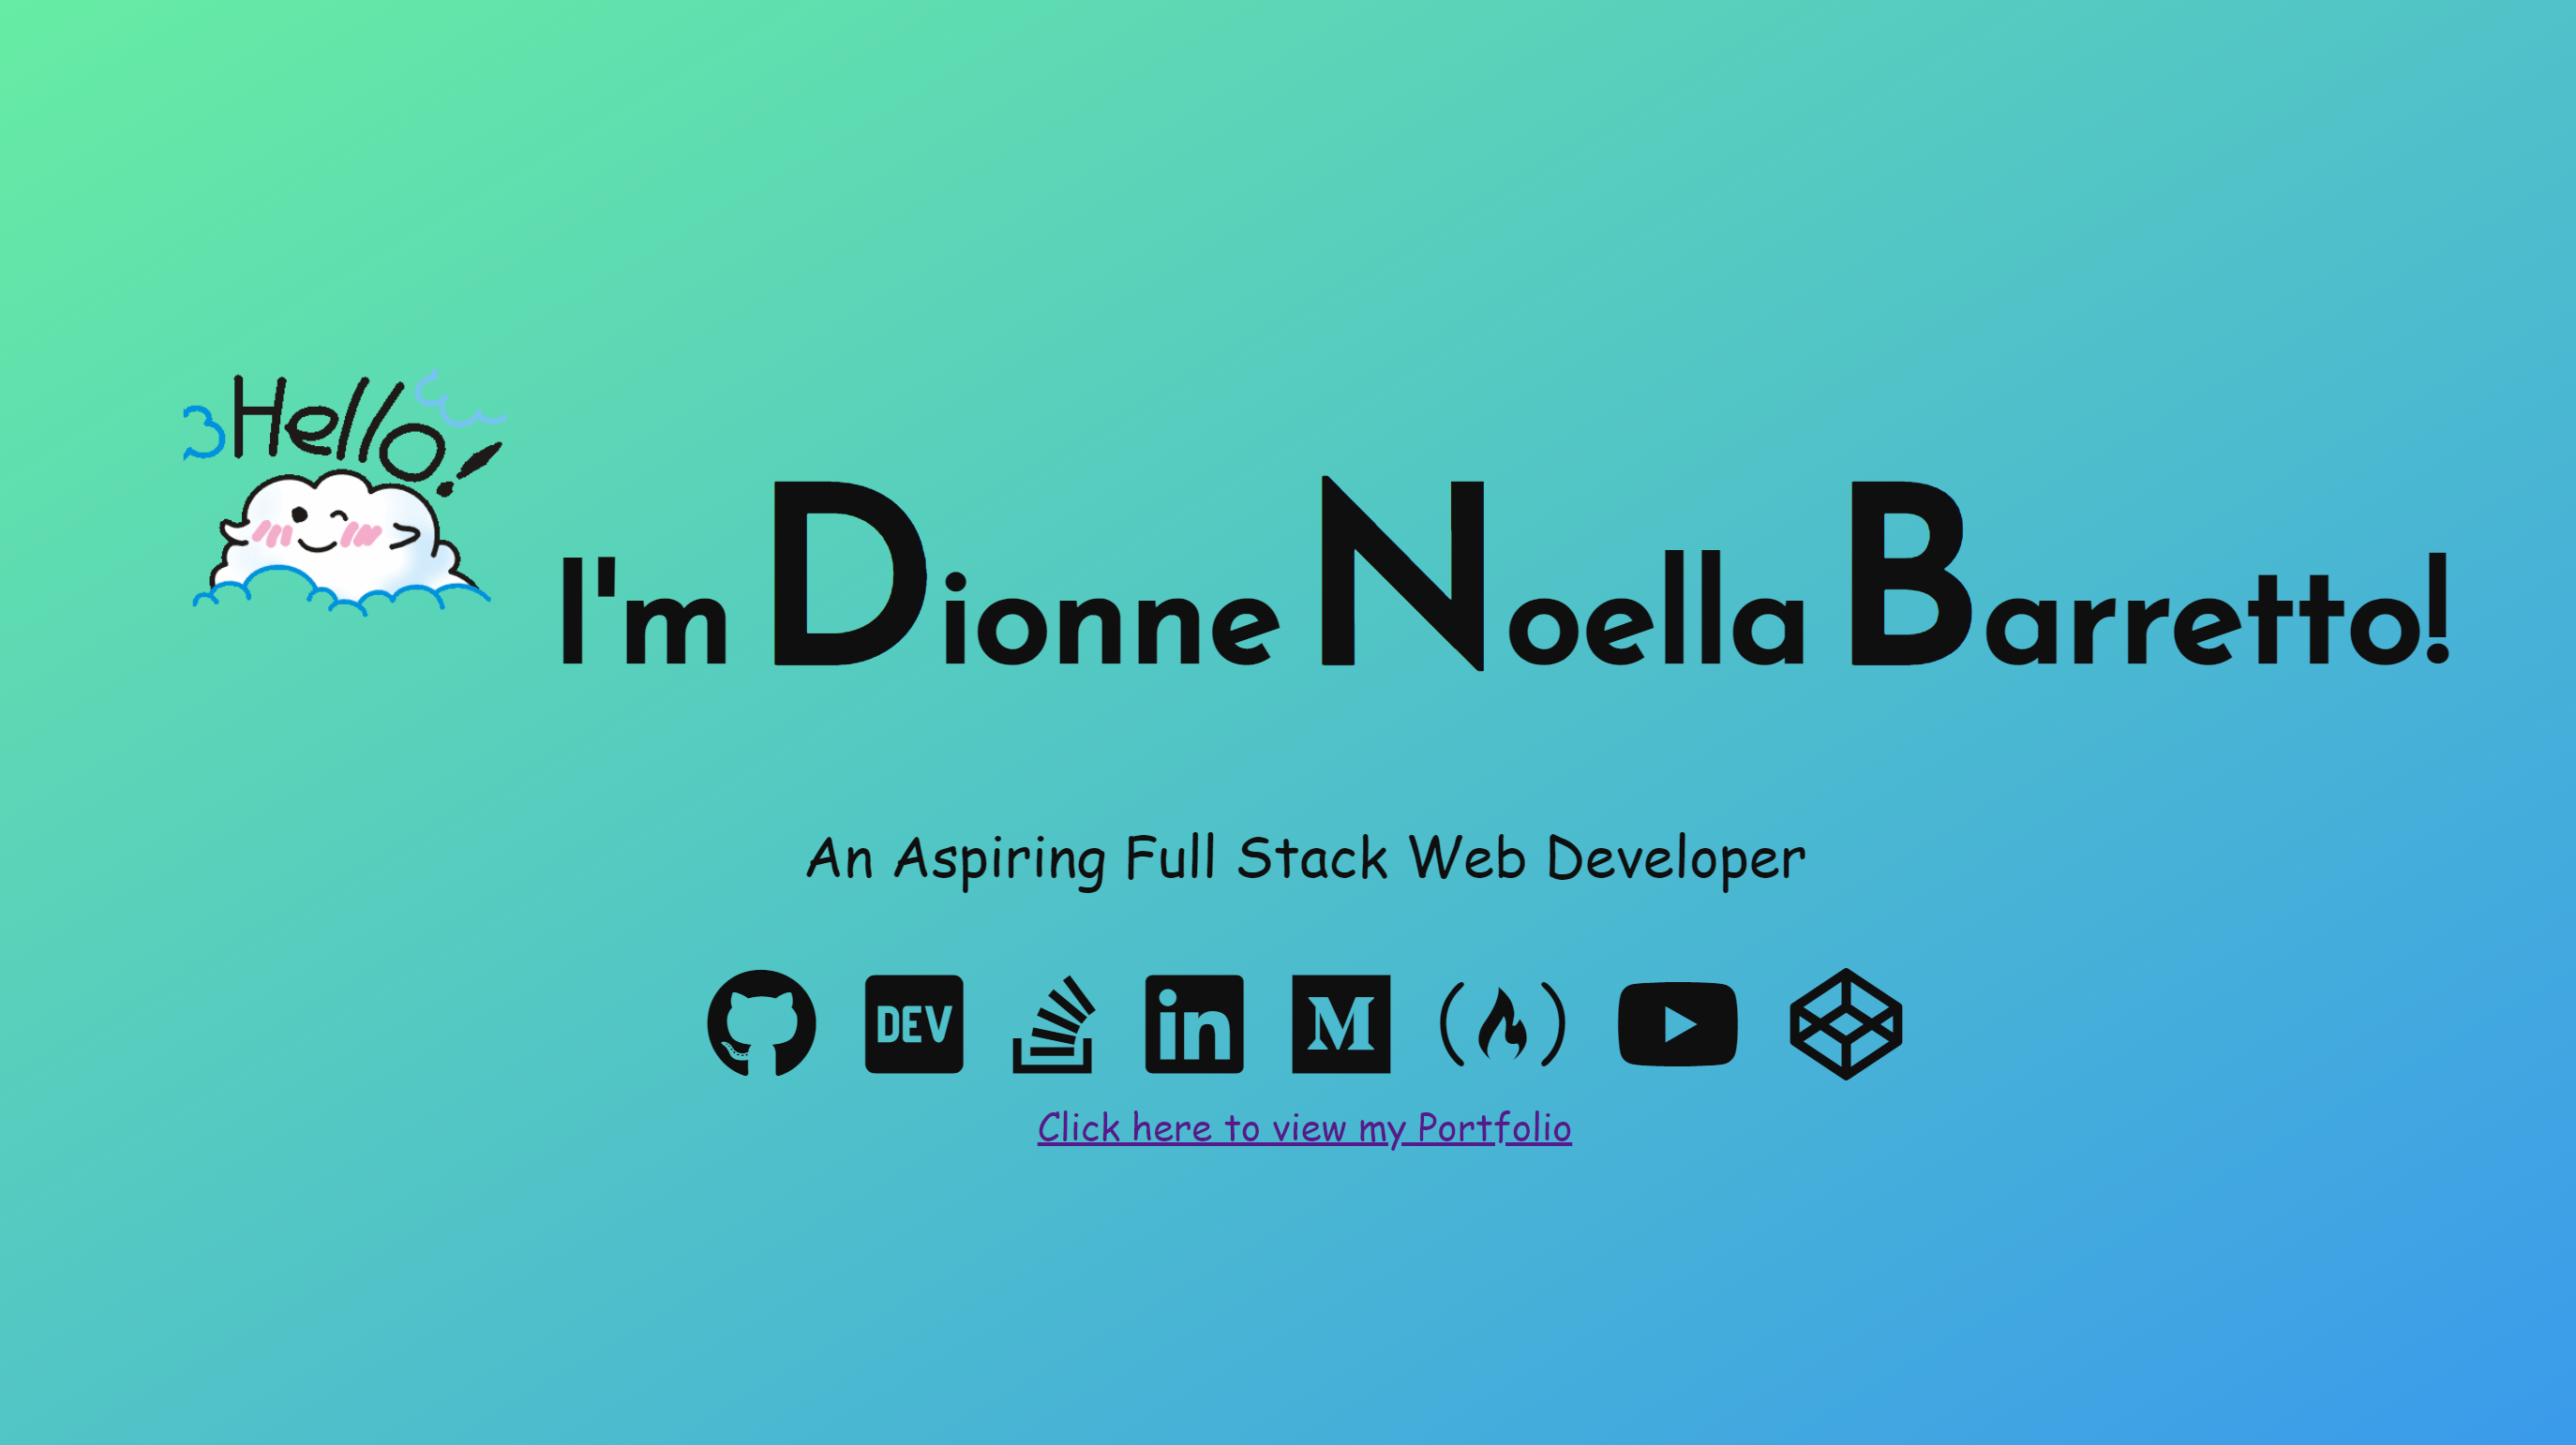 Hello!
I'm Dionne Noella Barretto!
An Aspiring Full Stack Web Developer
DEV in M
Click here to view my Portfolio